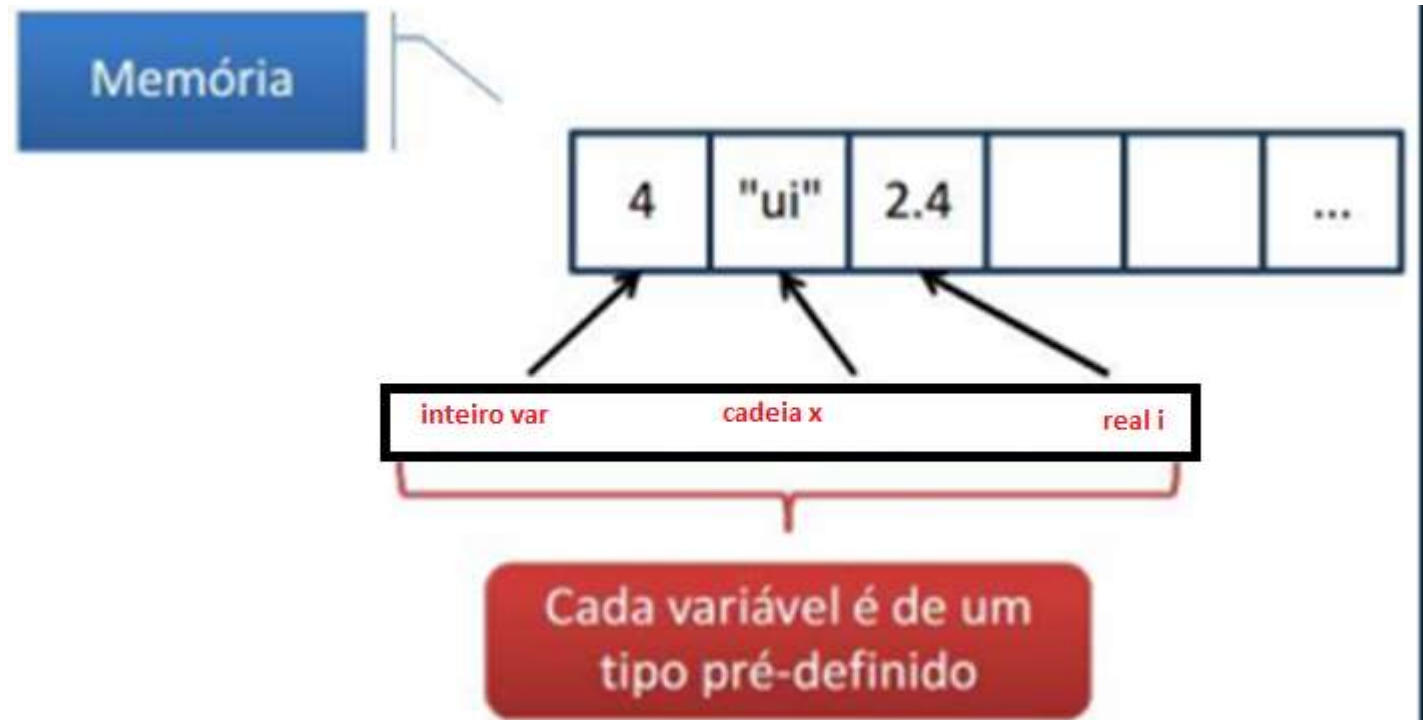 Memória
4 "ui" 2.4 ...
inteiro var cadeia x real i
Cada variável é de um
tipo pré-definido